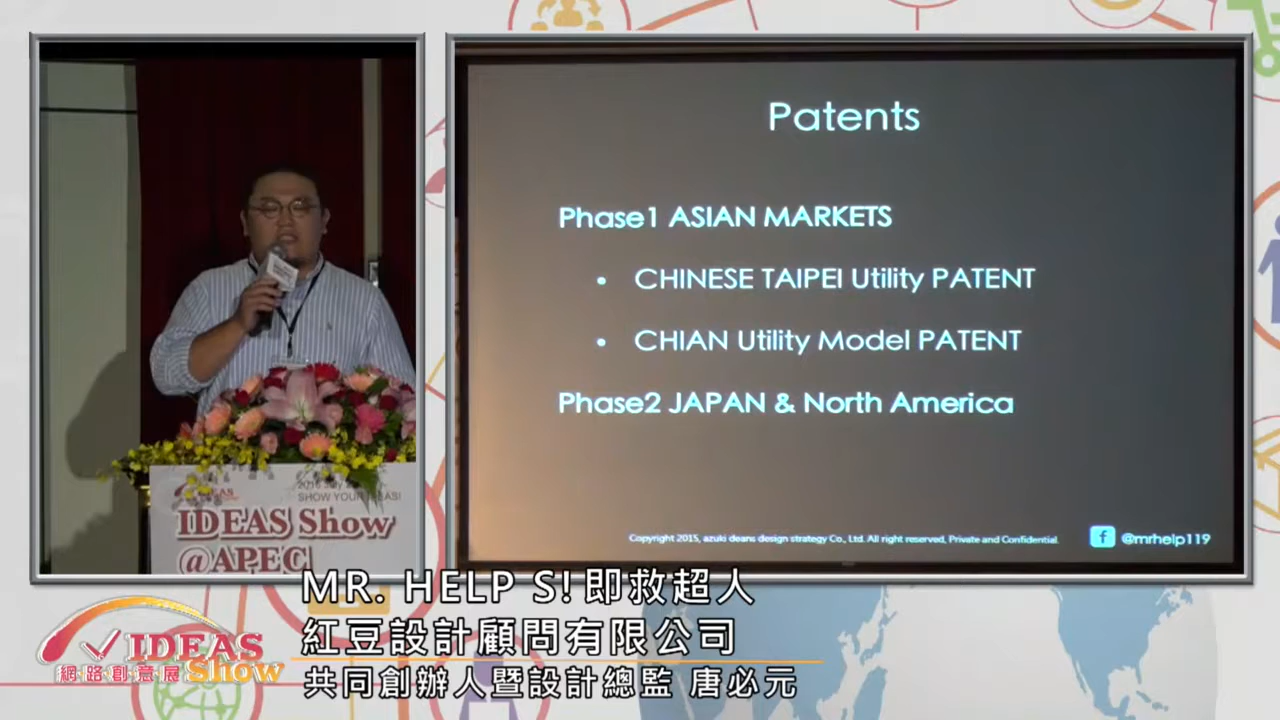 Patents
Phase1 ASIAN MARKETS
• CHINESE TAIPEI Utility PATENT
• CHIAN Utility Model PATENT
Phase2 JAPAN & North America
Copyright 2015, azuki deans design strategy Co., Ltd. All right reserved, Private and Confidential.
f @mrhelp119
SHOW YOUR IDEAS!
IDEAS Show
@APEC
MR. HELP S! 即救超人
紅豆設計顧問有限公司
共同創辦人暨設計總監 唐必元
IDEAS
網路創意展 Show